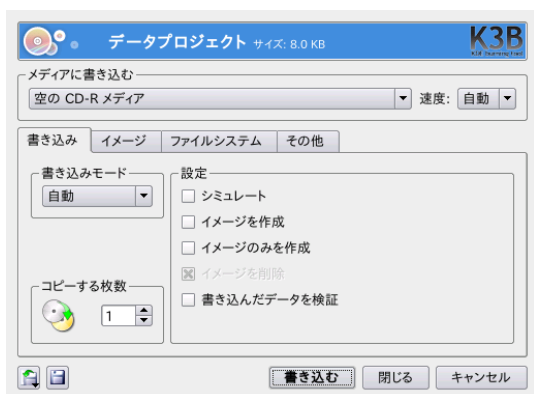 データプロジェクト サイズ: 8.0 KB
K3B
メディアに書き込む
空の CD-R メディア 速度: 自動
書き込み イメージ ファイルシステム その他
書き込みモード
自動
設定
シミュレート
イメージを作成
イメージのみを作成
イメージを削除
書き込んだデータを検証
コピーする枚数
1
書き込む 閉じる キャンセル